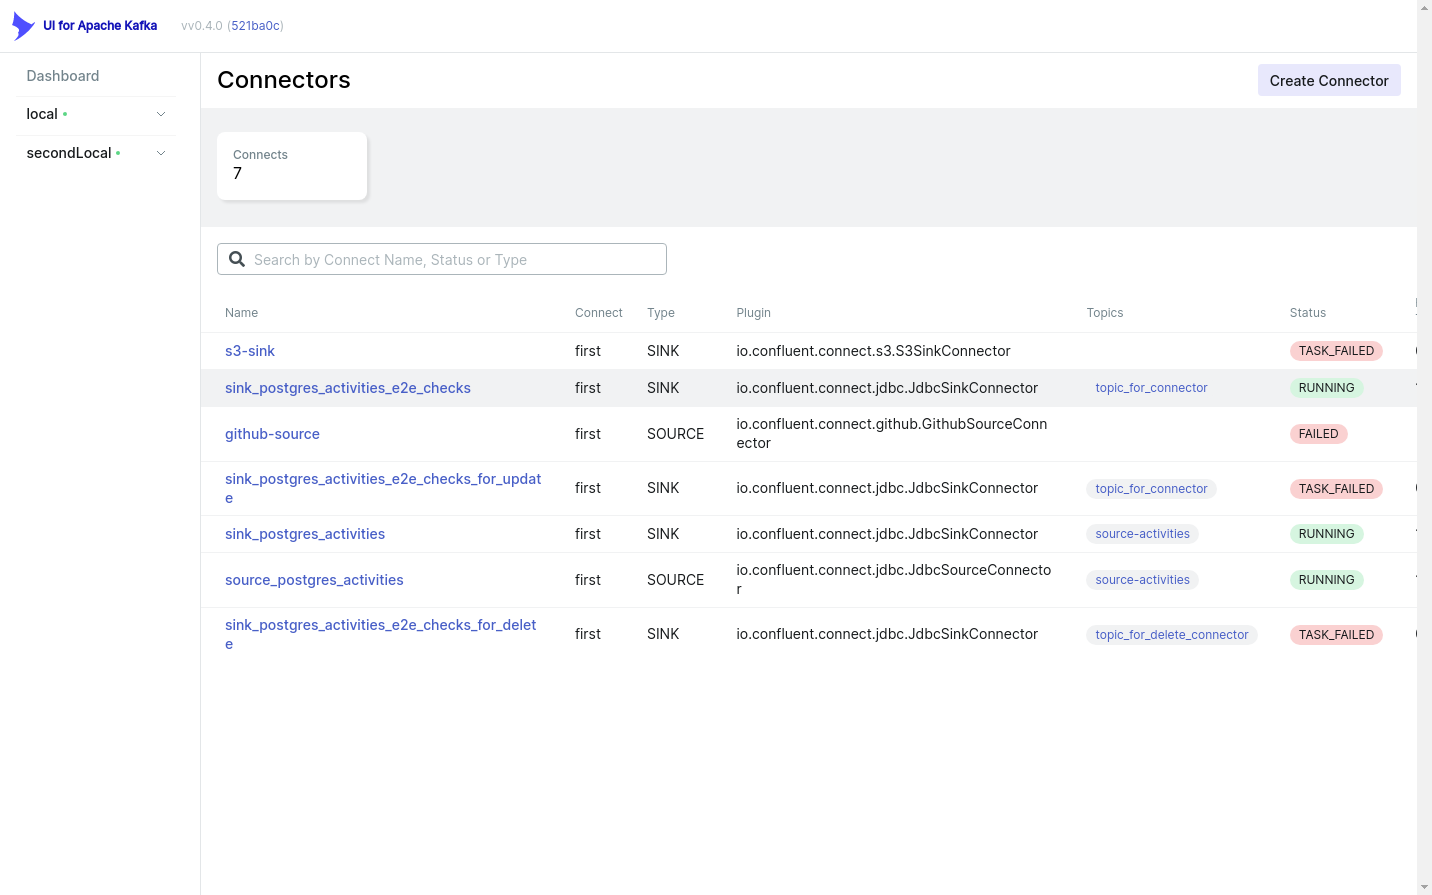 UI for Apache Kafka vv0.4.0 (521ba0c)
Dashboard
local
secondLocal
Connectors
Create Connector
Connects
7
Search by Connect Name, Status or Type
Name Connect Type Plugin Topics Status
s3-sink first SINK io.confluent.connect.s3.S3SinkConnector TASK_FAILED
sink_postgres_activities_e2e_checks first SINK io.confluent.connect.jdbc.JdbcSinkConnector topic_for_connector RUNNING
github-source first SOURCE io.confluent.connect.github.GithubSourceConn
ector FAILED
sink_postgres_activities_e2e_checks_for_updat
e first SINK io.confluent.connect.jdbc.JdbcSinkConnector topic_for_connector TASK_FAILED
sink_postgres_activities first SINK io.confluent.connect.jdbc.JdbcSinkConnector source-activities RUNNING
source_postgres_activities first SOURCE io.confluent.connect.jdbc.JdbcSourceConnecto
r source-activities RUNNING
sink_postgres_activities_e2e_checks_for_delet
e first SINK io.confluent.connect.jdbc.JdbcSinkConnector topic_for_delete_connector TASK_FAILED